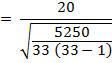 = 20
√ 5250
33 (33 − 1)